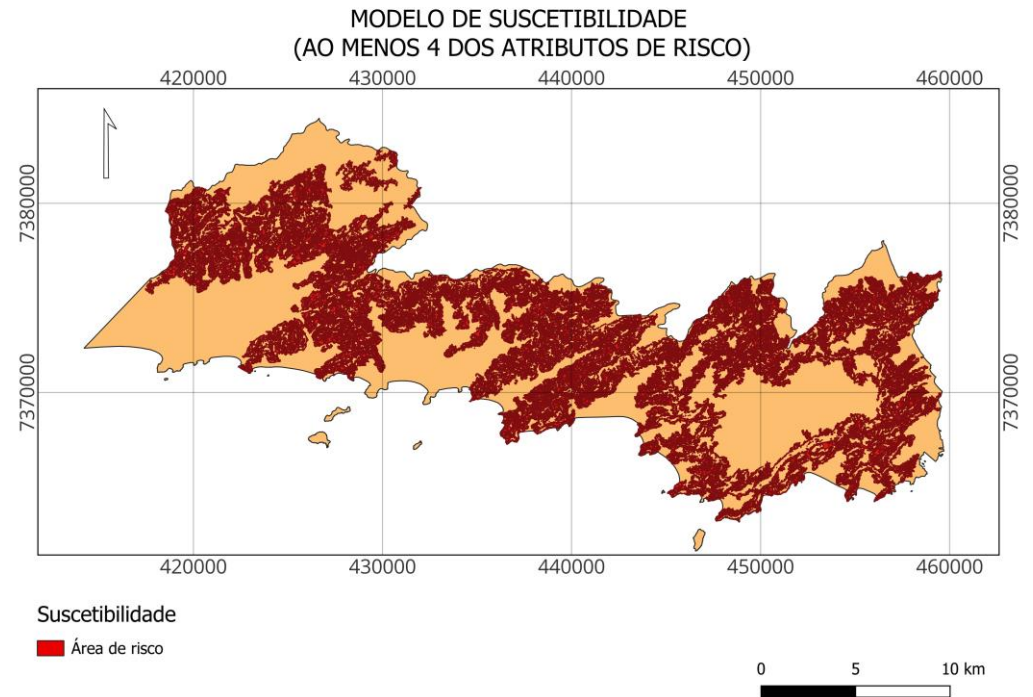 MODELO DE SUSCETIBILIDADE
(AO MENOS 4 DOS ATRIBUTOS DE RISCO)
420000 430000 440000 450000 460000
7380000 7380000
7370000 7370000
420000 430000 440000 450000 460000
Suscetibilidade
Área de risco
0 5 10 km